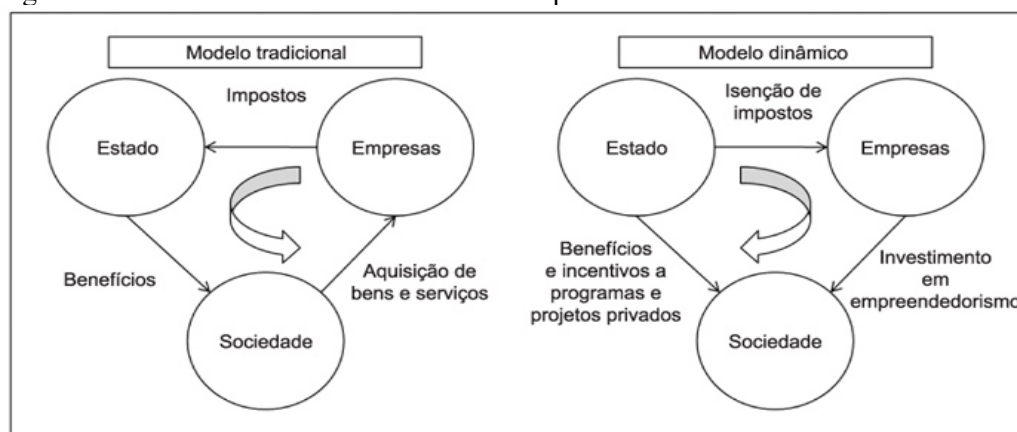 Modelo tradicional
Impostos
Estado
Empresas
Benefícios
Aquisição de
bens e serviços
Sociedade
Modelo dinâmico
Isenção de
impostos
Estado
Empresas
Benefícios
e incentivos a
programas e
projetos privados
Investimento
em
empreendedorismo
Sociedade